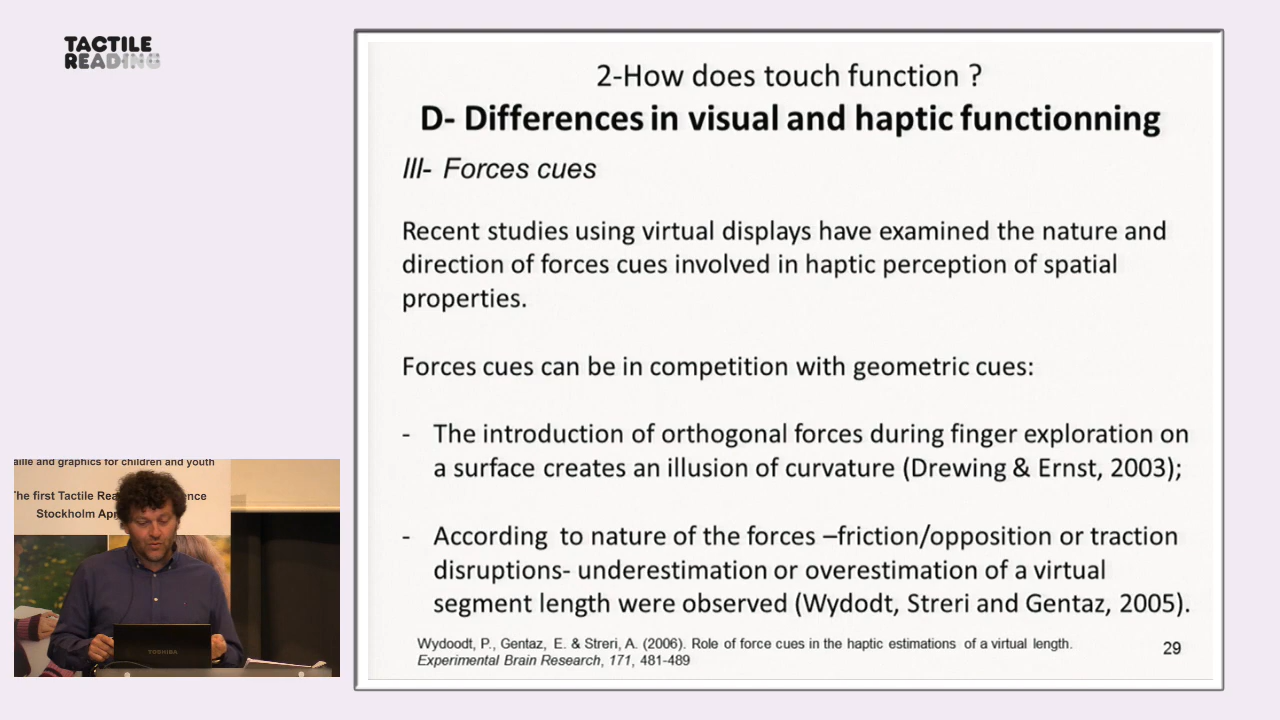 TACTILE
READING
2-How does touch function ?
D- Differences in visual and haptic functionning
III- Forces cues
Recent studies using virtual displays have examined the nature and
direction of forces cues involved in haptic perception of spatial
properties.
Forces cues can be in competition with geometric cues:
- The introduction of orthogonal forces during finger exploration on
a surface creates an illusion of curvature (Drewing & Ernst, 2003);
- According to nature of the forces –friction/opposition or traction
disruptions- underestimation or overestimation of a virtual
segment length were observed (Wydodt, Streri and Gentaz, 2005).
Wydoodt, P., Gentaz, E. & Streri, A. (2006). Role of force cues in the haptic estimations of a virtual length.
Experimental Brain Research, 171, 481-489
29
aille and graphics for children and youth
The first Tactile Rea ence
Stockholm Ap
TOSHIBA